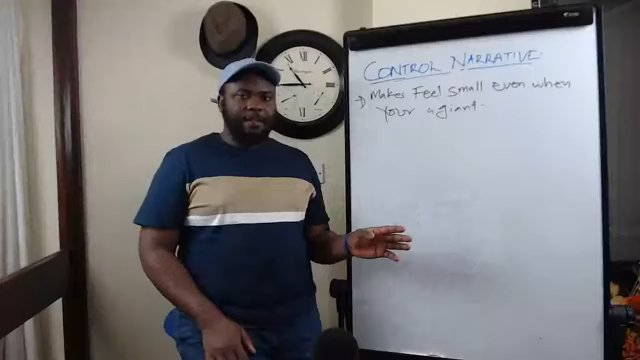 CONTROL NARRATIVE.
→ Makes Feel small even when
your a giant.